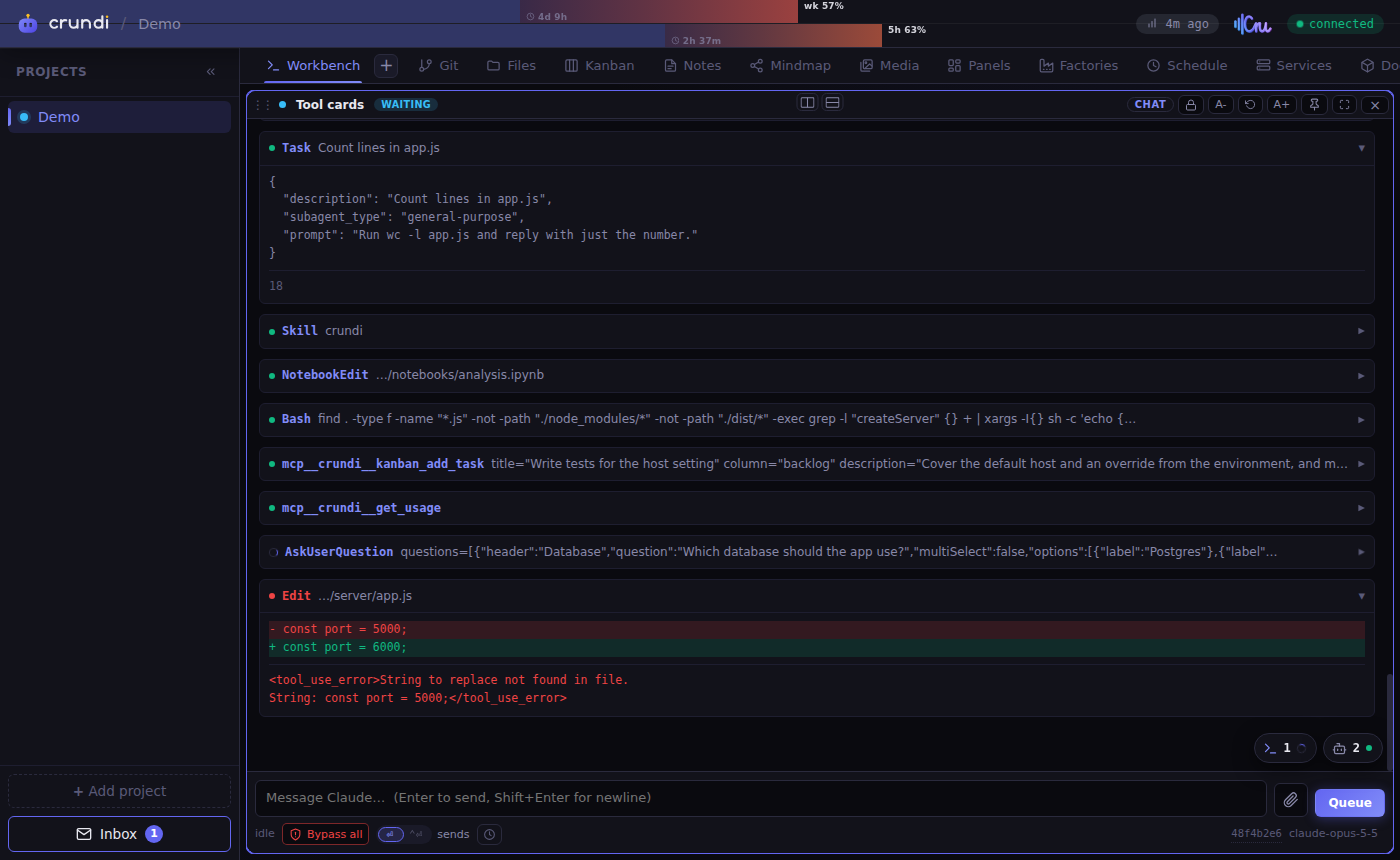 crundi / Demo
4d 9h
wk 57%
2h 37m
5h 63%
4m ago
Cru
connected
PROJECTS «
Demo
+ Add project
Inbox 1
Workbench + Git Files Kanban Notes Mindmap Media Panels Factories Schedule Services Do
Tool cards WAITING CHAT A- A+
Task Count lines in app.js
{
"description": "Count lines in app.js",
"subagent_type": "general-purpose",
"prompt": "Run wc -l app.js and reply with just the number."
}
18
Skill crundi
NotebookEdit …/notebooks/analysis.ipynb
Bash find . -type f -name "*.js" -not -path "./node_modules/*" -not -path "./dist/*" -exec grep -l "createServer" {} + | xargs -I{} sh -c 'echo {…
mcp__crundi__kanban_add_task title="Write tests for the host setting" column="backlog" description="Cover the default host and an override from the environment, and m…
mcp__crundi__get_usage
AskUserQuestion questions=[{"header":"Database","question":"Which database should the app use?","multiSelect":false,"options":[{"label":"Postgres"},{"label"…
Edit …/server/app.js
- const port = 5000;
+ const port = 6000;
<tool_use_error>String to replace not found in file.
String: const port = 5000;</tool_use_error>
1
2
Message Claude… (Enter to send, Shift+Enter for newline)
Queue
idle Bypass all ⏎ ^⏎ sends
48f4b2e6 claude-opus-5-5